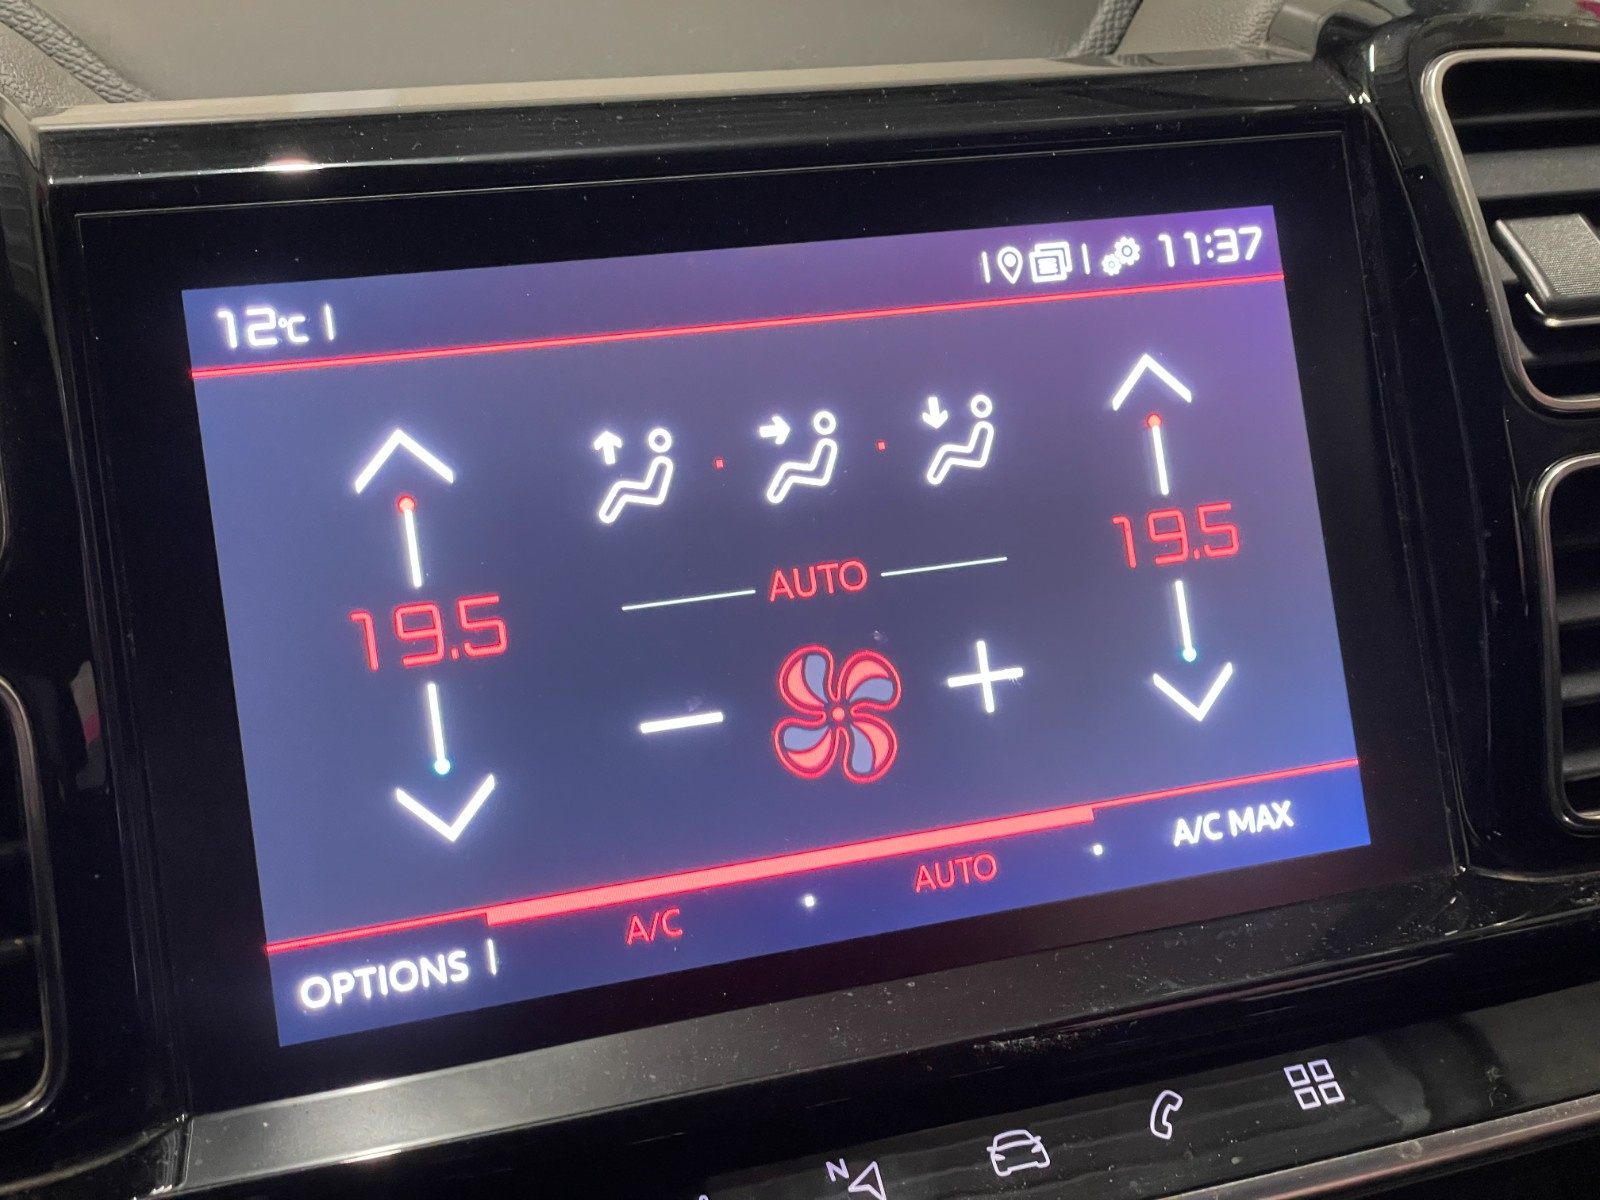 12°C
11:37
19.5
19.5
AUTO
OPTIONS
A/C
AUTO
A/C MAX
N